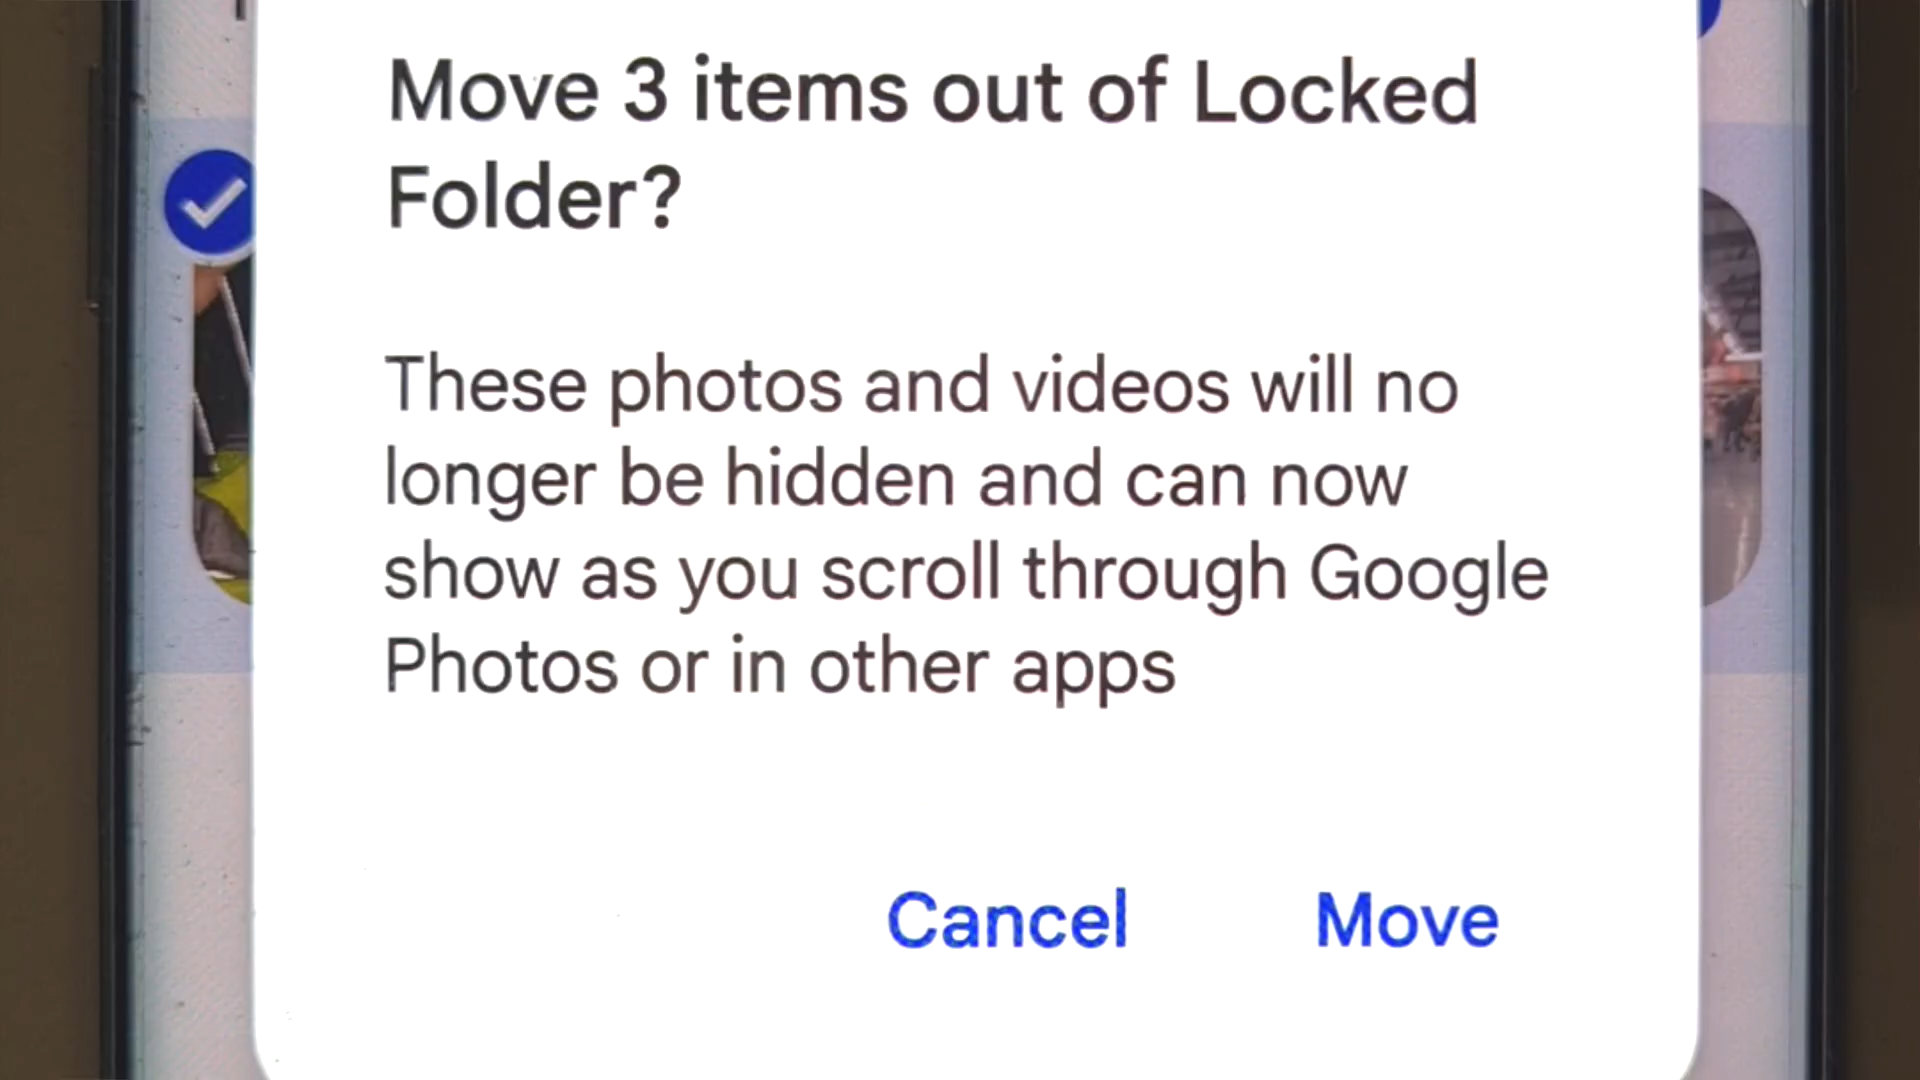 Move 3 items out of Locked
Folder?
These photos and videos will no
longer be hidden and can now
show as you scroll through Google
Photos or in other apps
Cancel Move